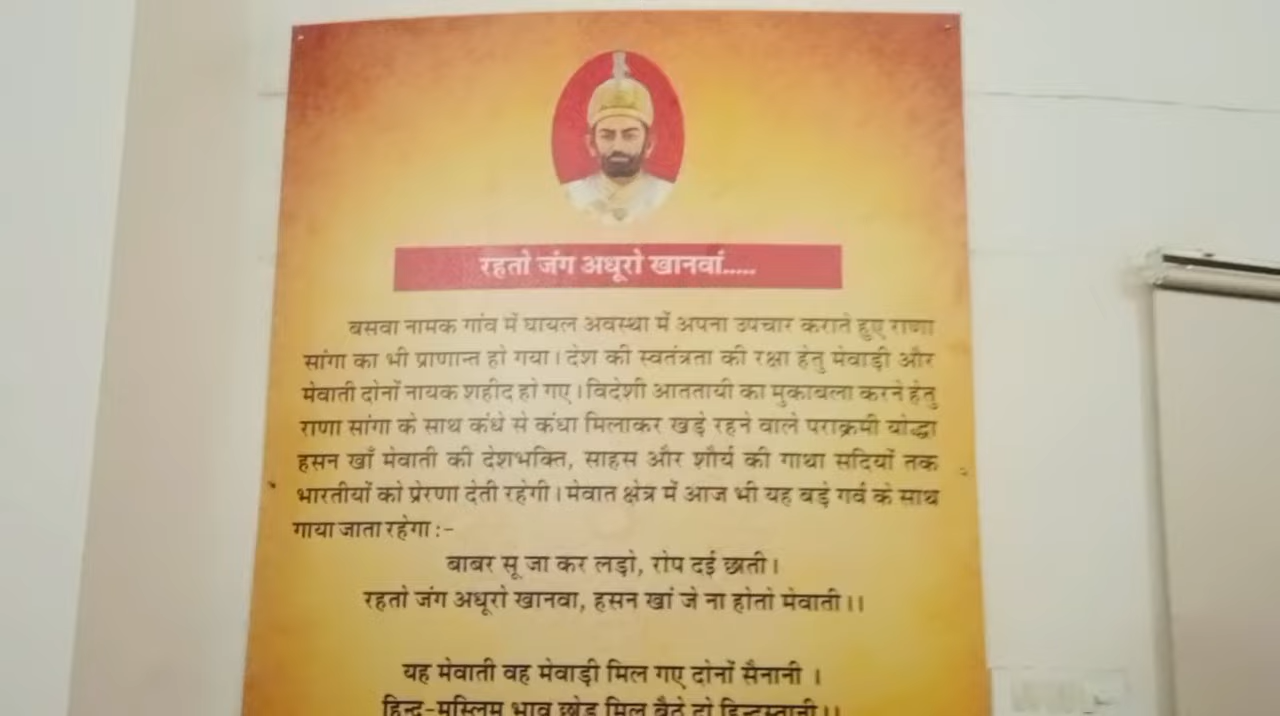 रहतो जंग अधूरो खानवां.....
बसवा नामक गांव में घायल अवस्था में अपना उपचार कराते हुए राणा
सांगा का भी प्राणान्त हो गया। देश की स्वतंत्रता की रक्षा हेतु मेवाड़ी और
मेवाती दोनों नायक शहीद हो गए। विदेशी आततायी का मुकाबला करने हेतु
राणा सांगा के साथ कंधे से कंधा मिलाकर खड़े रहने वाले पराक्रमी योद्धा
हसन खाँ मेवाती की देशभक्ति, साहस और शौर्य की गाथा सदियों तक
भारतीयों को प्रेरणा देती रहेगी। मेवात क्षेत्र में आज भी यह बड़े गर्व के साथ
गाया जाता रहेगा :-
बाबर सू जा कर लड़ो, रोप दई छाती।
रहतो जंग अधूरो खानवा, हसन खां जे ना होतो मेवाती।।
यह मेवाती वह मेवाड़ी मिल गए दोनों सैनानी ।
हिन्दू-मुस्लिम भाव छोड़ मिल बैठे दो हिन्दुस्तानी।।